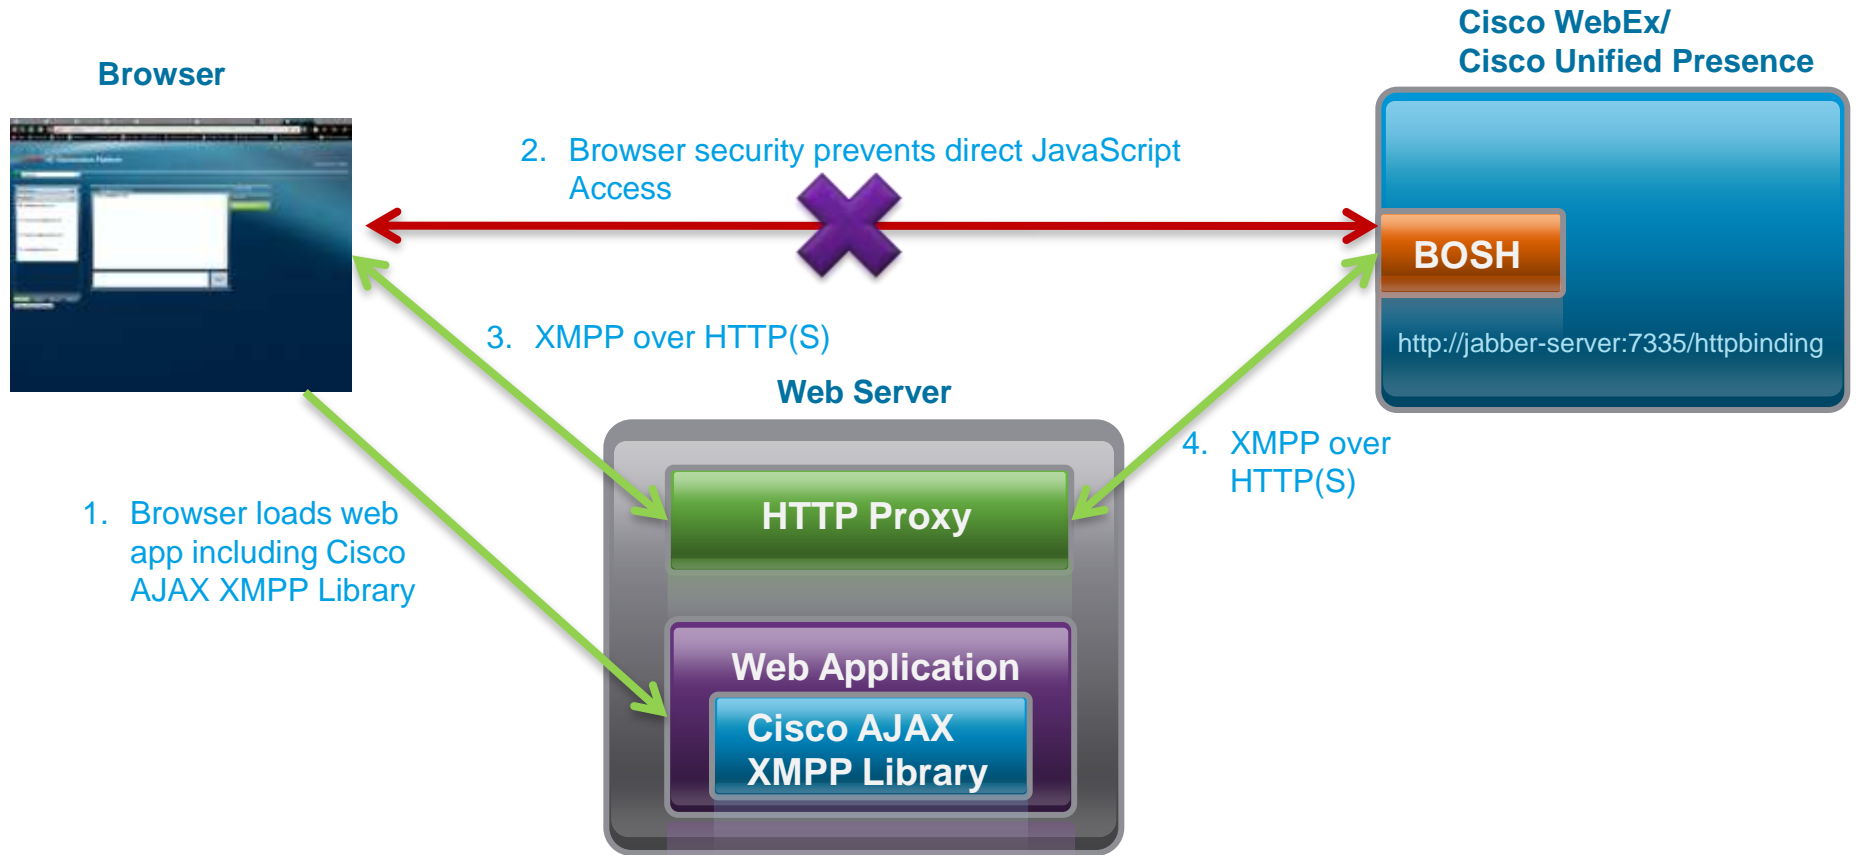 Cisco WebEx/
Cisco Unified Presence
Browser
2. Browser security prevents direct JavaScript
Access
BOSH
http://jabber-server:7335/httpbinding
3. XMPP over HTTP(S)
Web Server
4. XMPP over
HTTP(S)
HTTP Proxy
1. Browser loads web
app including Cisco
AJAX XMPP Library
Web Application
Cisco AJAX
XMPP Library